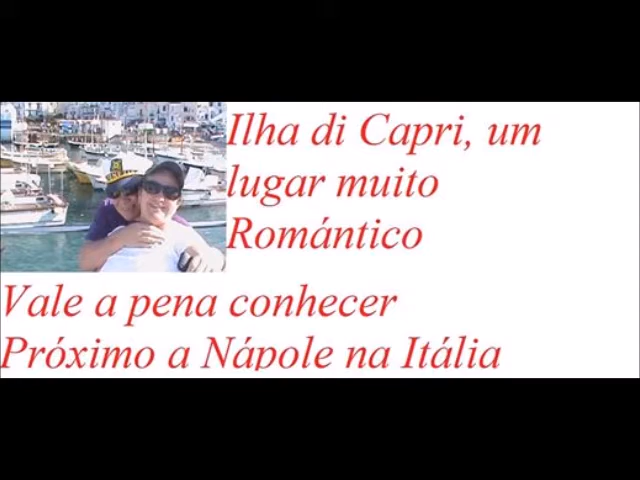 Ilha di Capri, um
lugar muito
Romántico
Vale a pena conhecer
Próximo a Nápole na Itália